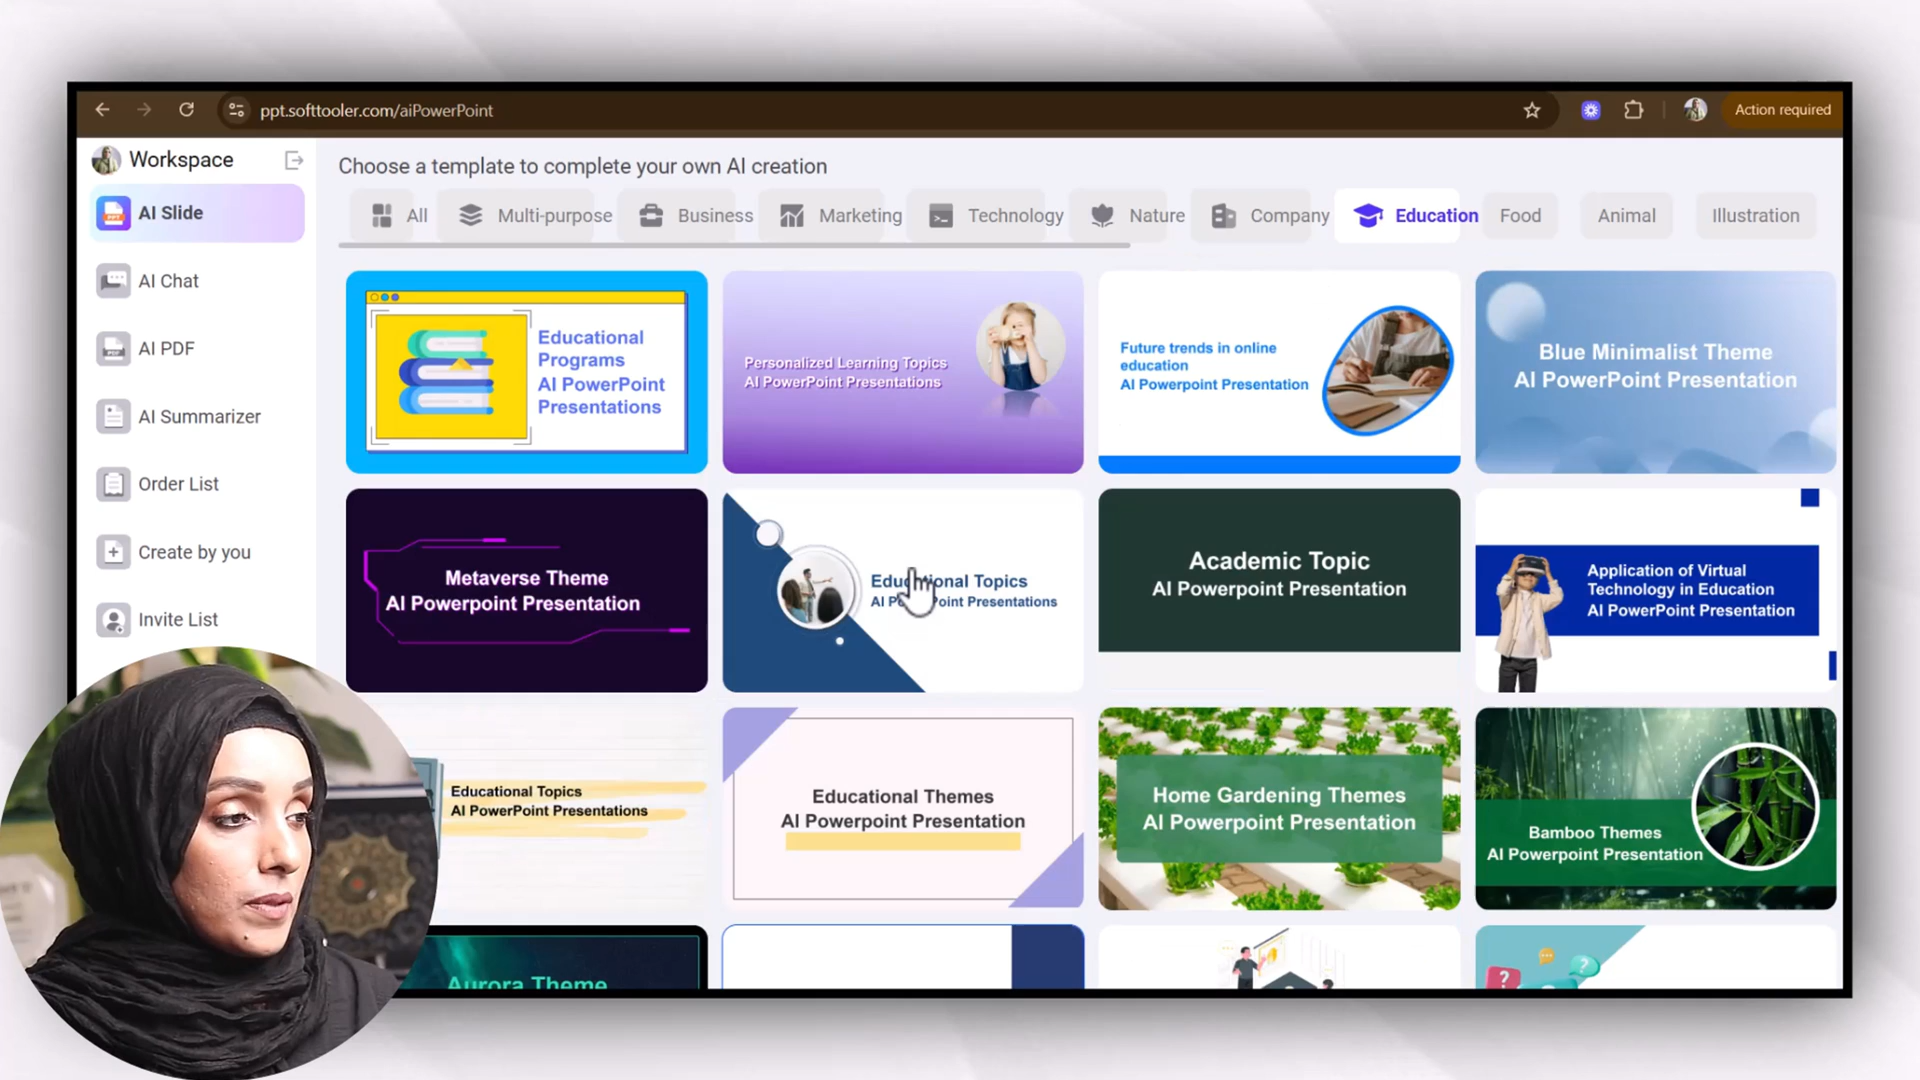 ppt.softtooler.com/aiPowerPoint
Action required
Workspace
Choose a template to complete your own AI creation
AI Slide
All
Multi-purpose
Business
Marketing
Technology
Nature
Company
Education
Food
Animal
Illustration
AI Chat
AI PDF
AI Summarizer
Order List
Create by you
Invite List
Educational
Programs
AI PowerPoint
Presentations
Personalized Learning Topics
AI PowerPoint Presentations
Future trends in online
education
AI Powerpoint Presentation
Blue Minimalist Theme
AI PowerPoint Presentation
Metaverse Theme
AI Powerpoint Presentation
Educational Topics
AI PowerPoint Presentations
Academic Topic
AI Powerpoint Presentation
Application of Virtual
Technology in Education
AI PowerPoint Presentation
Educational Topics
AI PowerPoint Presentations
Educational Themes
AI Powerpoint Presentation
Home Gardening Themes
AI Powerpoint Presentation
Bamboo Themes
AI Powerpoint Presentation
Aurora Theme